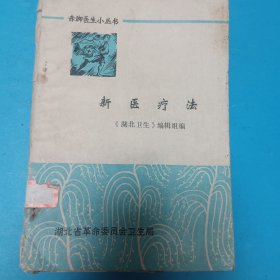 赤脚医生小丛书
新医疗法
《湖北卫生》编辑组编
湖北省革命委员会卫生局